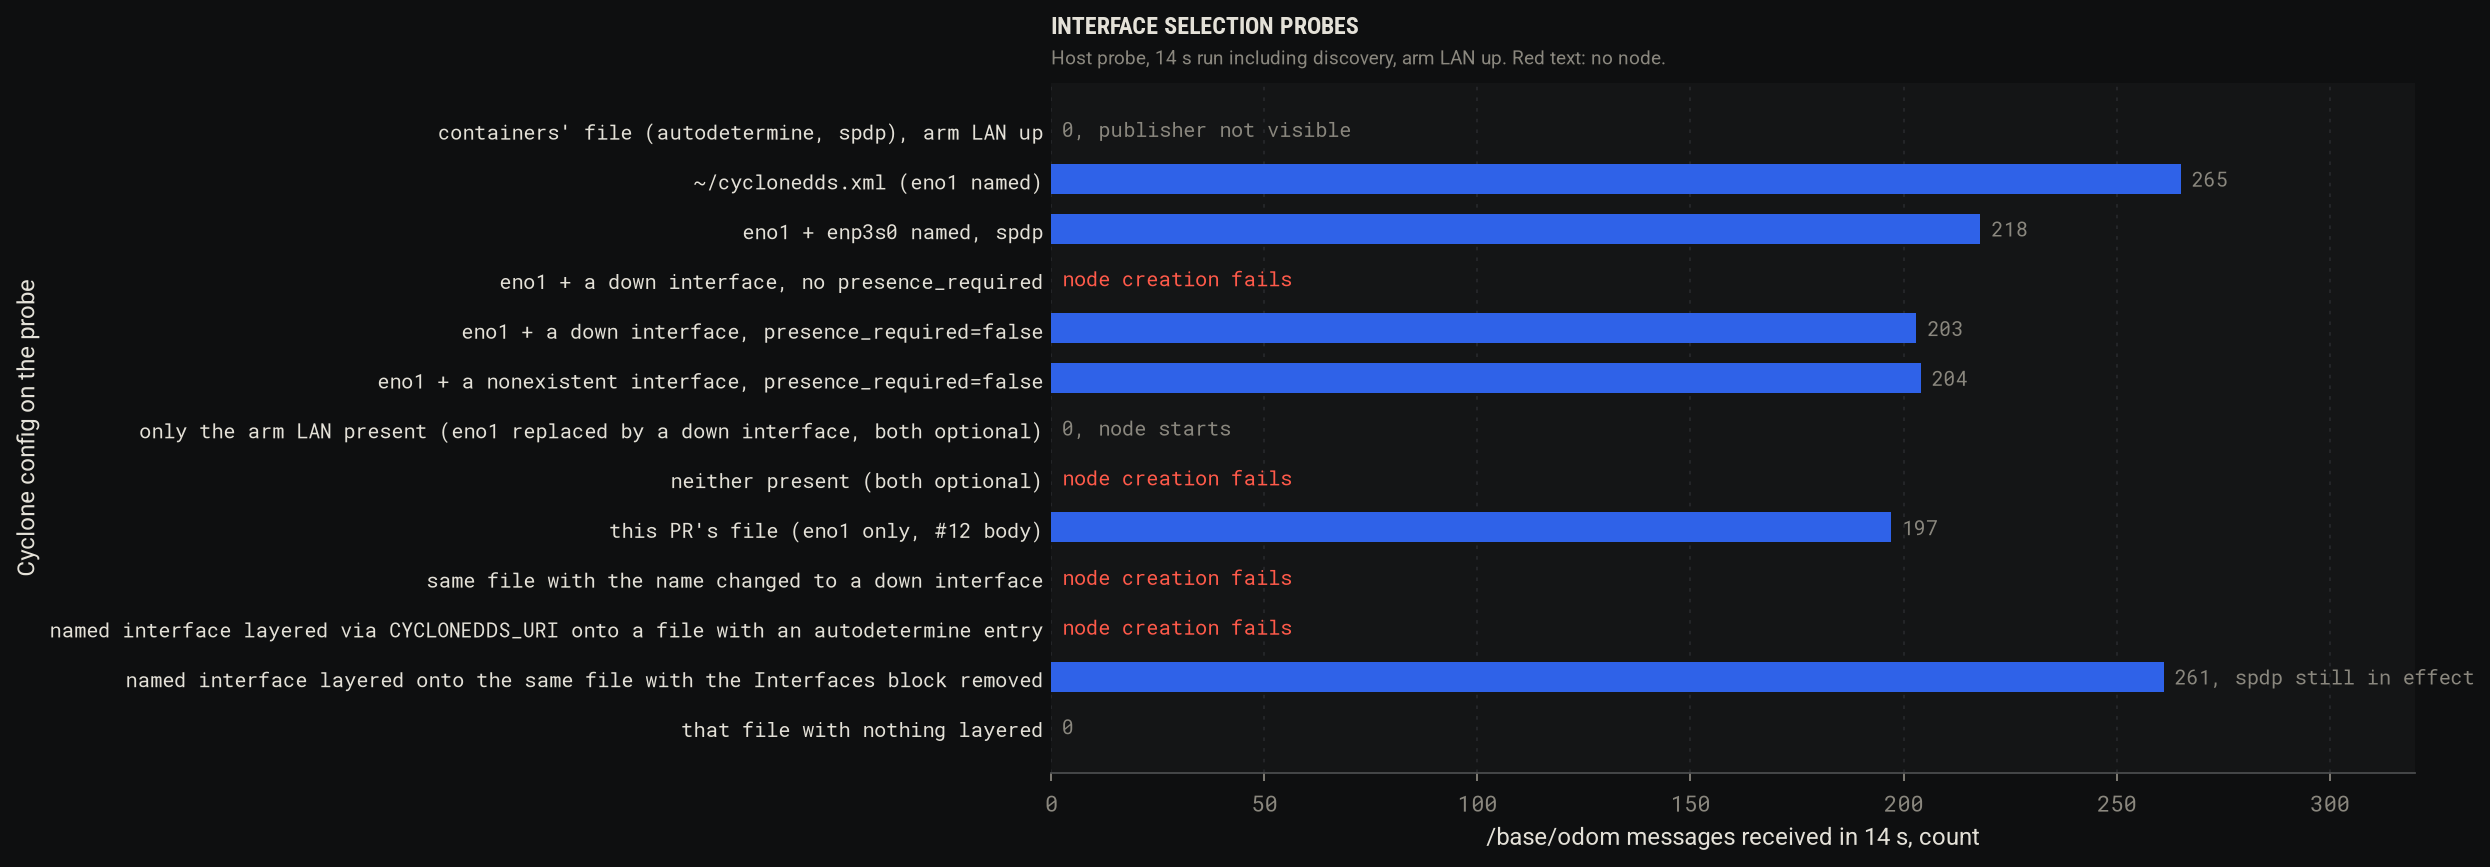 INTERFACE SELECTION PROBES
Host probe, 14 s run including discovery, arm LAN up. Red text: no node.
Cyclone config on the probe
containers' file (autodetermine, spdp), arm LAN up 0, publisher not visible
~/cyclonedds.xml (eno1 named) 265
eno1 + enp3s0 named, spdp 218
eno1 + a down interface, no presence_required node creation fails
eno1 + a down interface, presence_required=false 203
eno1 + a nonexistent interface, presence_required=false 204
only the arm LAN present (eno1 replaced by a down interface, both optional) 0, node starts
neither present (both optional) node creation fails
this PR's file (eno1 only, #12 body) 197
same file with the name changed to a down interface node creation fails
named interface layered via CYCLONEDDS_URI onto a file with an autodetermine entry node creation fails
named interface layered onto the same file with the Interfaces block removed 261, spdp still in effect
that file with nothing layered 0
0 50 100 150 200 250 300
/base/odom messages received in 14 s, count